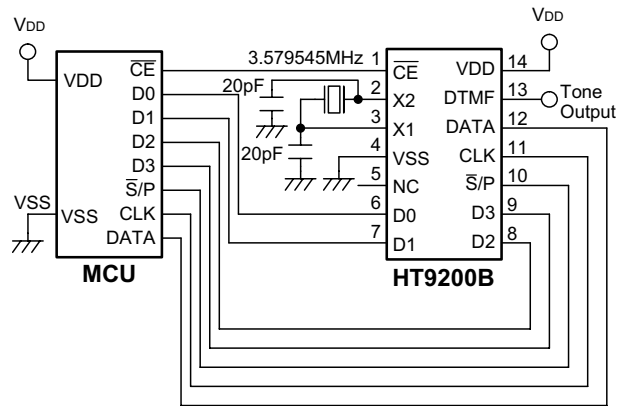 VDD
VDD
CE
D0
D1
D2
D3
S/P
CLK
DATA
VSS
VSS
MCU
3.579545MHz
20pF
20pF
1
2
3
4
5
6
7
CE
X2
X1
VSS
NC
D0
D1
VDD
DTMF
DATA
CLK
S/P
D3
D2
14
13
12
11
10
9
8
HT9200B
VDD
Tone
Output